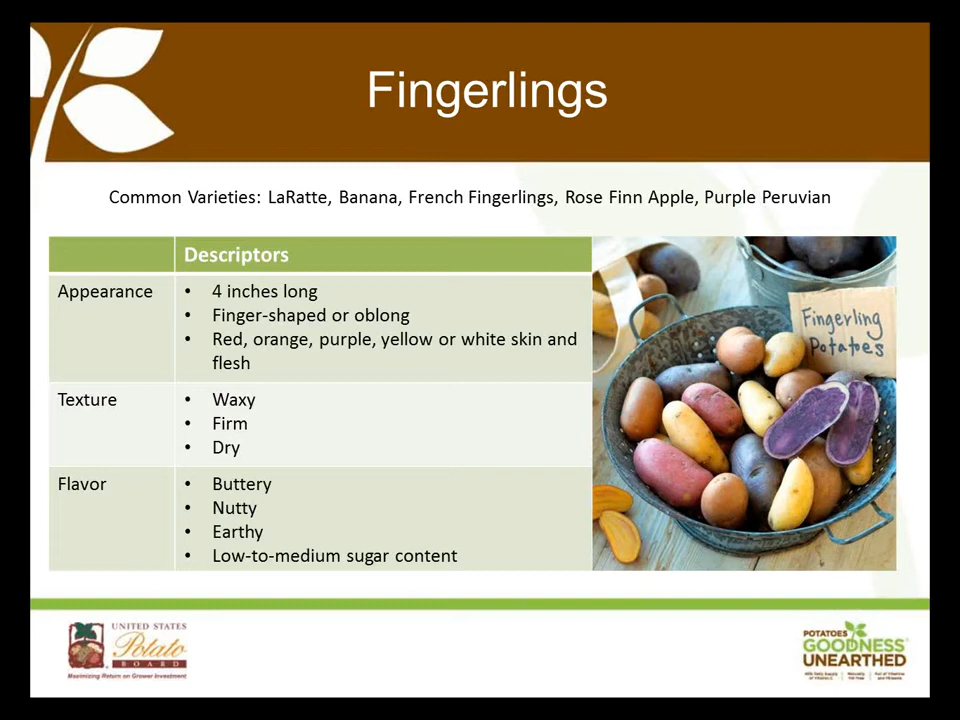 Fingerlings
Common Varieties: LaRatte, Banana, French Fingerlings, Rose Finn Apple, Purple Peruvian
Descriptors
Appearance
• 4 inches long
• Finger-shaped or oblong
• Red, orange, purple, yellow or white skin and
flesh
Texture
• Waxy
• Firm
• Dry
Flavor
• Buttery
• Nutty
• Earthy
• Low-to-medium sugar content
Fingerling
Potatoes
UNITED STATES
Potato
BOARD
Maximizing Return on Grower Investment
POTATOES
GOODNESS
UNEARTHED